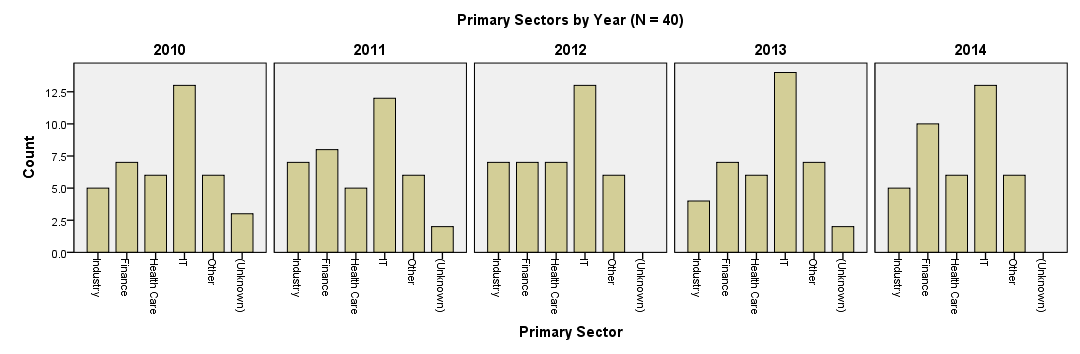 Primary Sectors by Year (N = 40)
2010 2011 2012 2013 2014
Count
12.5
10.0
7.5
5.0
2.5
0.0
Industry Finance Health Care IT Other (Unknown) Industry Finance Health Care IT Other (Unknown) Industry Finance Health Care IT Other (Unknown) Industry Finance Health Care IT Other (Unknown) Industry Finance Health Care IT Other (Unknown)
Primary Sector